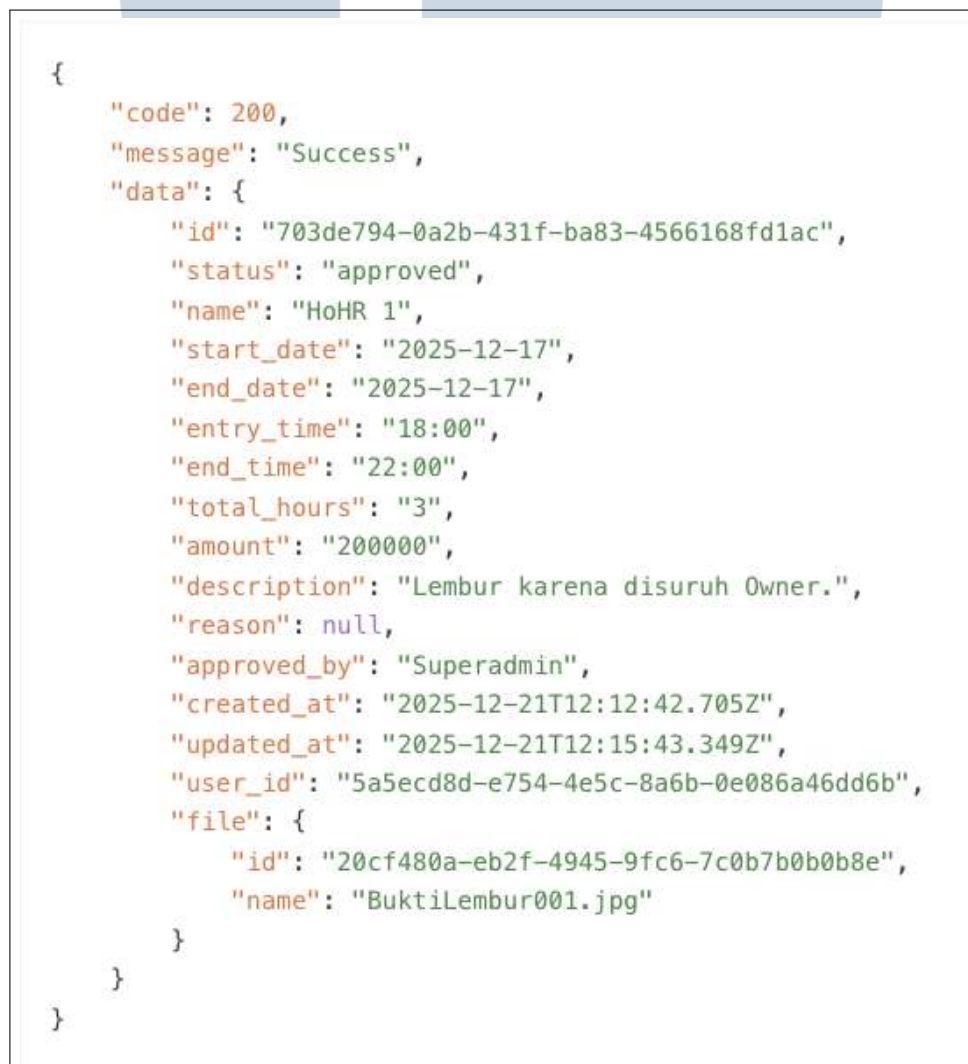 {
"code": 200,
"message": "Success",
"data": {
"id": "703de794-0a2b-431f-ba83-4566168fd1ac",
"status": "approved",
"name": "HoHR 1",
"start_date": "2025-12-17",
"end_date": "2025-12-17",
"entry_time": "18:00",
"end_time": "22:00",
"total_hours": "3",
"amount": "200000",
"description": "Lembur karena disuruh Owner.",
"reason": null,
"approved_by": "Superadmin",
"created_at": "2025-12-21T12:12:42.705Z",
"updated_at": "2025-12-21T12:15:43.349Z",
"user_id": "5a5ecd8d-e754-4e5c-8a6b-0e086a46dd6b",
"file": {
"id": "20cf480a-eb2f-4945-9fc6-7c0b7b0b0b8e",
"name": "BuktiLembur001.jpg"
}
}
}